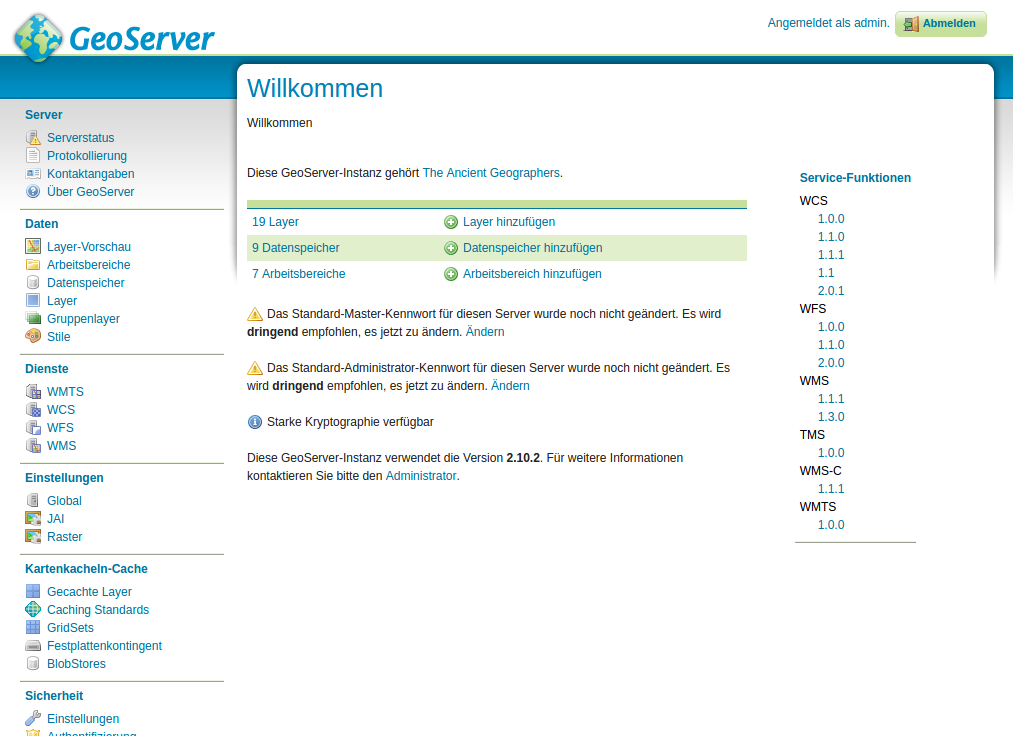 GeoServer
Angemeldet als admin.
Abmelden
Server
Serverstatus
Protokollierung
Kontaktangaben
Über GeoServer
Daten
Layer-Vorschau
Arbeitsbereiche
Datenspeicher
Layer
Gruppenlayer
Stile
Dienste
WMTS
WCS
WFS
WMS
Einstellungen
Global
JAI
Raster
Kartenkacheln-Cache
Gecachte Layer
Caching Standards
GridSets
Festplattenkontingent
BlobStores
Sicherheit
Einstellungen
Authentifizierung
Willkommen
Willkommen
Diese GeoServer-Instanz gehört The Ancient Geographers.
19 Layer Layer hinzufügen
9 Datenspeicher Datenspeicher hinzufügen
7 Arbeitsbereiche Arbeitsbereich hinzufügen
Das Standard-Master-Kennwort für diesen Server wurde noch nicht geändert. Es wird
dringend empfohlen, es jetzt zu ändern. Ändern
Das Standard-Administrator-Kennwort für diesen Server wurde noch nicht geändert. Es
wird dringend empfohlen, es jetzt zu ändern. Ändern
Starke Kryptographie verfügbar
Diese GeoServer-Instanz verwendet die Version 2.10.2. Für weitere Informationen
kontaktieren Sie bitte den Administrator.
Service-Funktionen
WCS
1.0.0
1.1.0
1.1.1
1.1
2.0.1
WFS
1.0.0
1.1.0
2.0.0
WMS
1.1.1
1.3.0
TMS
1.0.0
WMS-C
1.1.1
WMTS
1.0.0